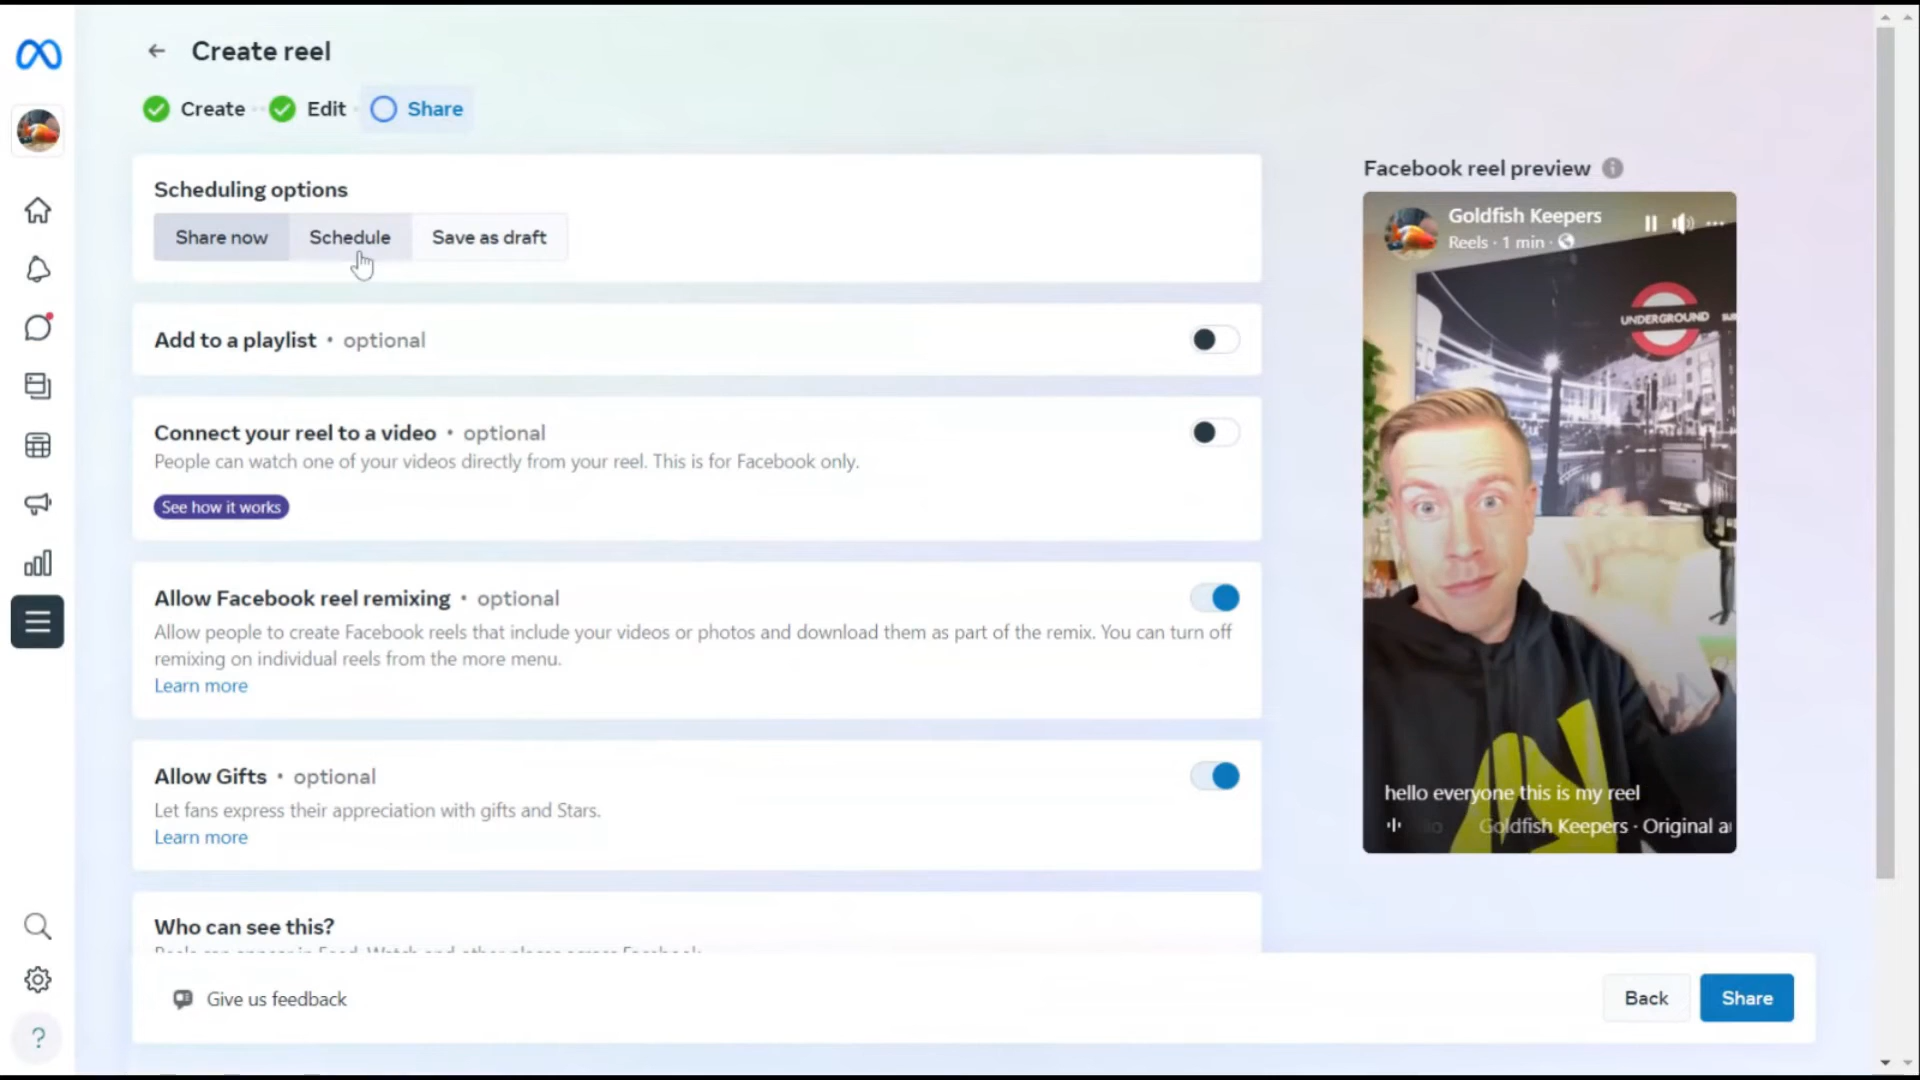 Create reel
Create
Edit
Share
Scheduling options
Share now
Schedule
Save as draft
Add to a playlist • optional
Connect your reel to a video • optional
People can watch one of your videos directly from your reel. This is for Facebook only.
See how it works
Allow Facebook reel remixing • optional
Allow people to create Facebook reels that include your videos or photos and download them as part of the remix. You can turn off
remixing on individual reels from the more menu.
Learn more
Allow Gifts • optional
Let fans express their appreciation with gifts and Stars.
Learn more
Who can see this?
Give us feedback
Back
Share
Facebook reel preview
Goldfish Keepers
Reels · 1 min ·
UNDERGROUND
hello everyone this is my reel
Goldfish Keepers · Original